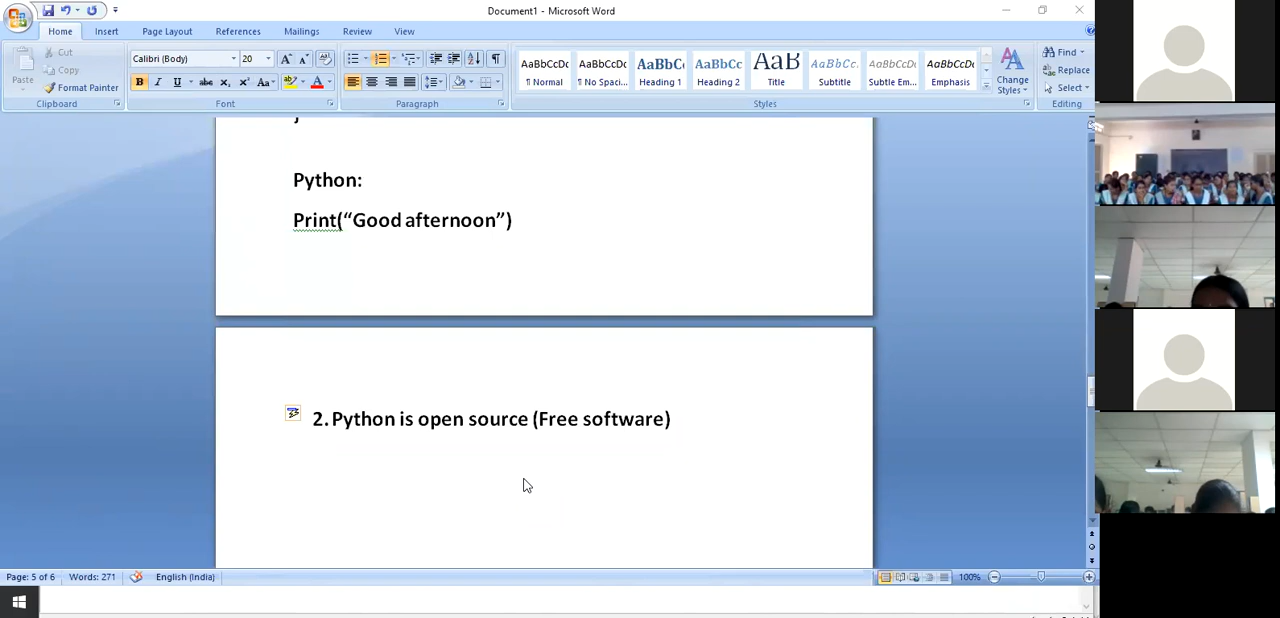 Document1 - Microsoft Word
Home Insert Page Layout References Mailings Review View
Paste
Cut
Copy
Format Painter
Clipboard
Calibri (Body) 20
Font
Paragraph
AaBbCcDc AaBbCcDc AaBbCc AaBbCc AaB AaBbCc. AaBbCcDc AaBbCcDc
¶ Normal ¶ No Spaci... Heading 1 Heading 2 Title Subtitle Subtle Em... Emphasis
Change Styles
Styles
Find
Replace
Select
Editing
}
Python:
Print(“Good afternoon”)
2. Python is open source (Free software)
Page: 5 of 6 Words: 271 English (India) 100%